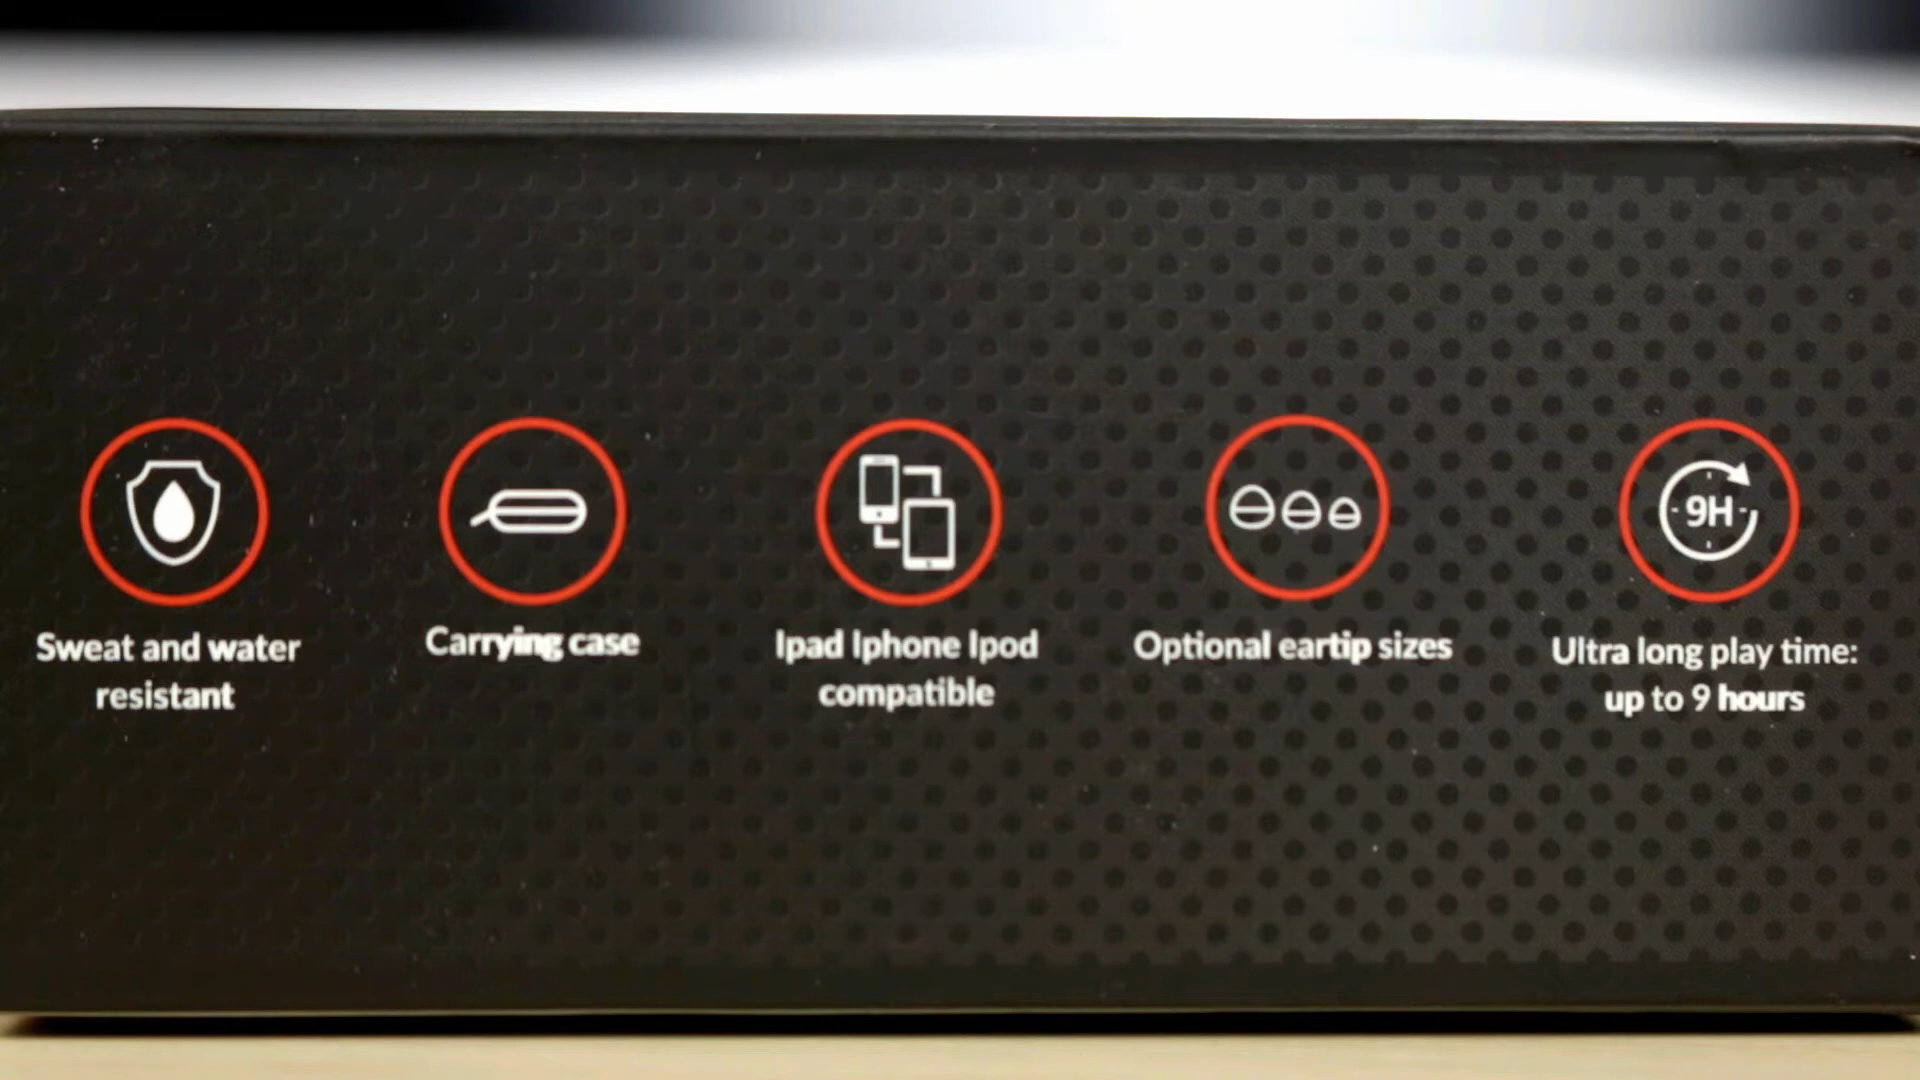 Sweat and water
resistant
Carrying case
Ipad Iphone Ipod
compatible
Optional eartip sizes
9H
Ultra long play time:
up to 9 hours